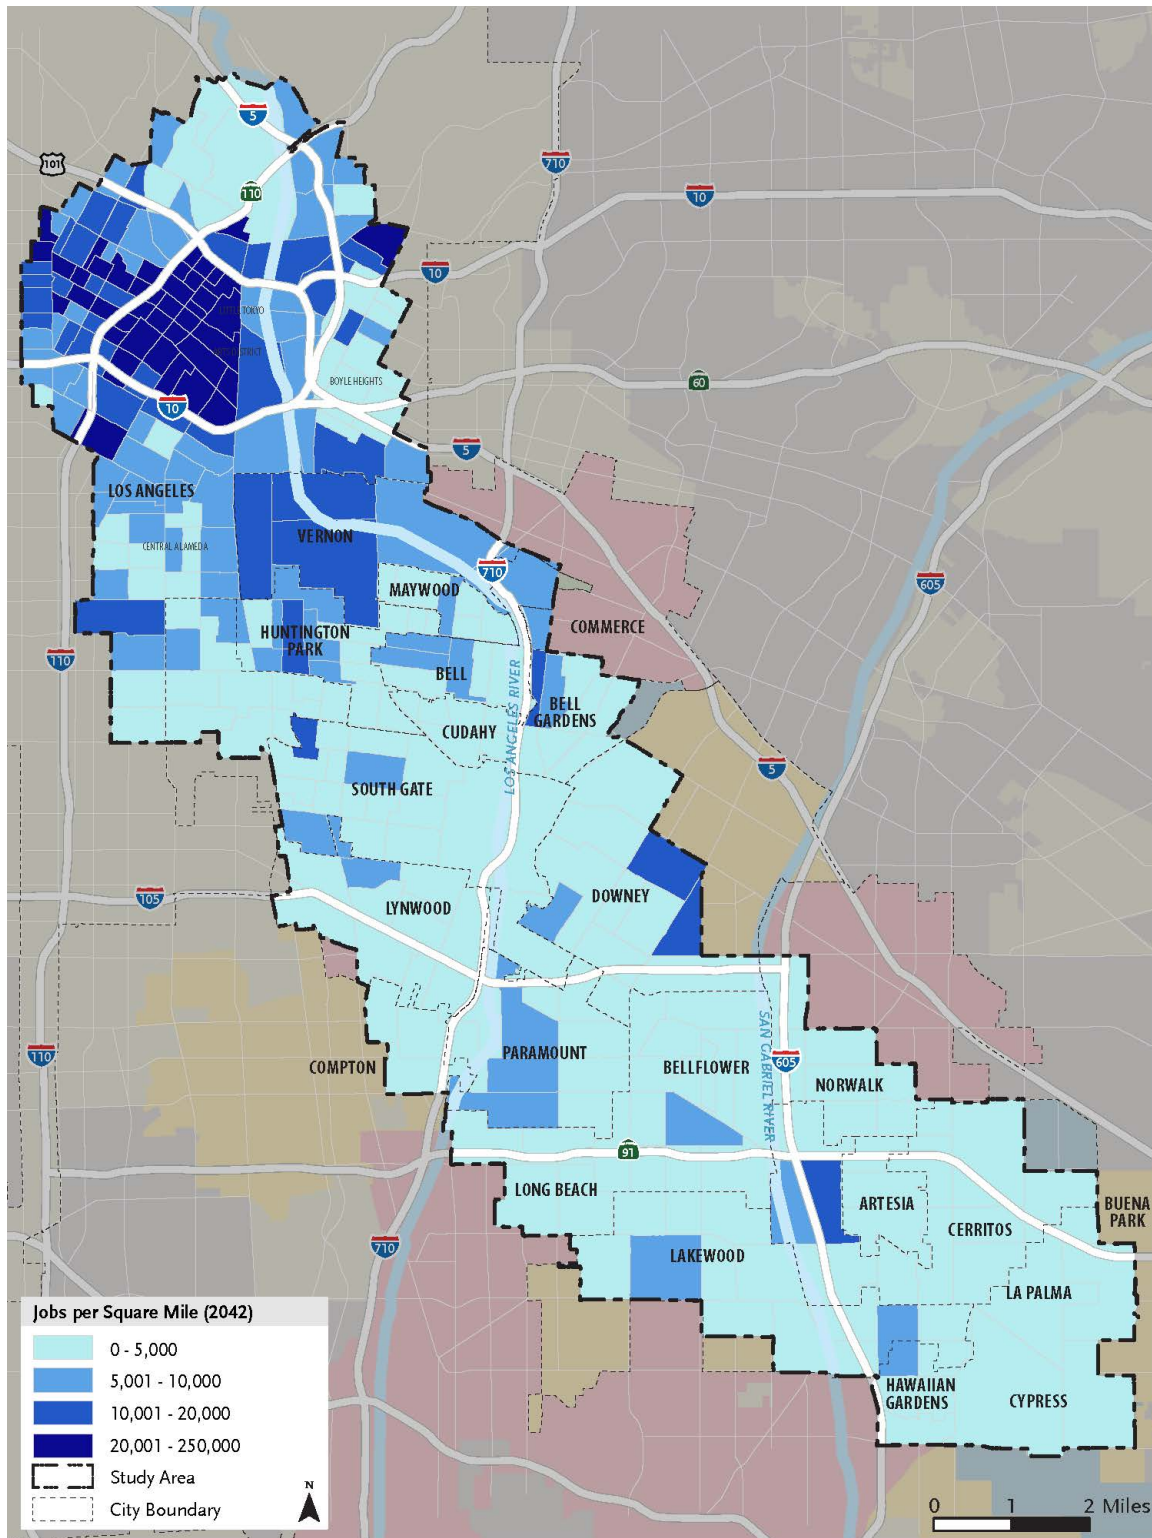 5
101
710
110
10
10
LITTLE TOKYO
ARTS DISTRICT
BOYLE HEIGHTS
60
10
5
LOS ANGELES
VERNON
CENTRAL ALAMEDA
710
MAYWOOD
605
COMMERCE
HUNTINGTON
PARK
110
BELL
BELL
GARDENS
LOS ANGELES RIVER
CUDAHY
5
SOUTH GATE
105
DOWNEY
LYNWOOD
110
COMPTON
PARAMOUNT
BELLFLOWER
SAN GABRIEL RIVER
605
NORWALK
91
LONG BEACH
ARTESIA
BUENA
PARK
CERRITOS
710
LAKEWOOD
LA PALMA
HAWAIIAN
GARDENS
CYPRESS
Jobs per Square Mile (2042)
0 - 5,000
5,001 - 10,000
10,001 - 20,000
20,001 - 250,000
Study Area
City Boundary
N
0 1 2 Miles